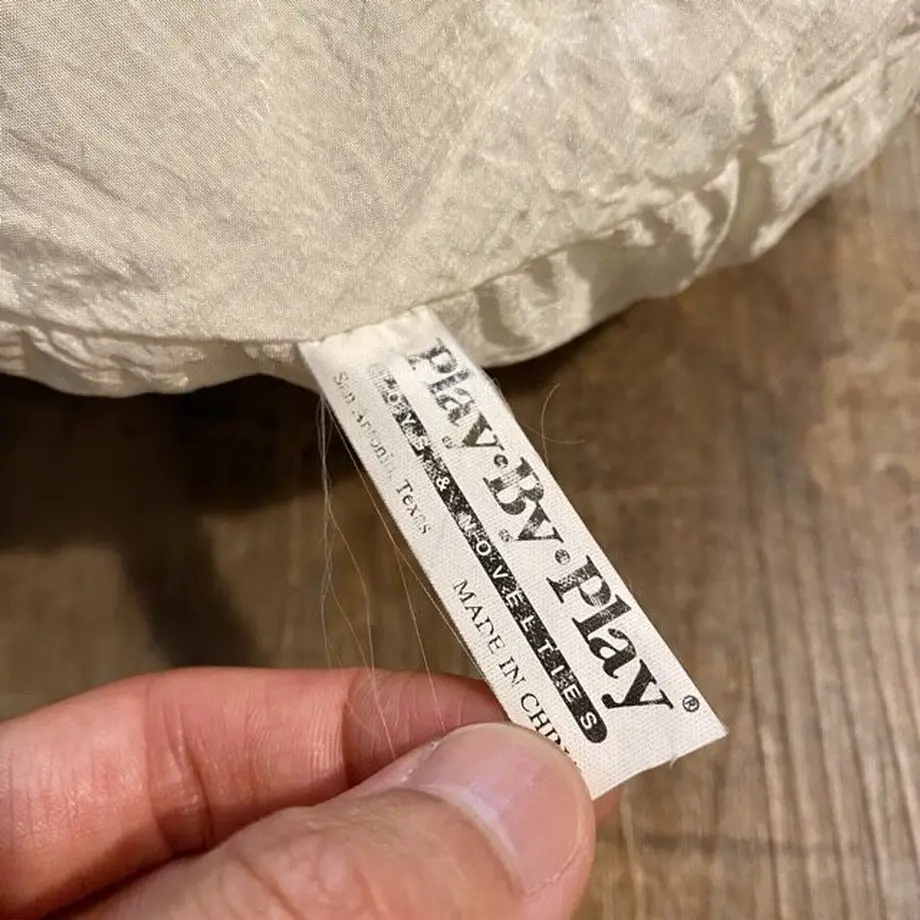 Play•By•Play®
TOYS & NOVELTIES
San Antonio, Texas
MADE IN